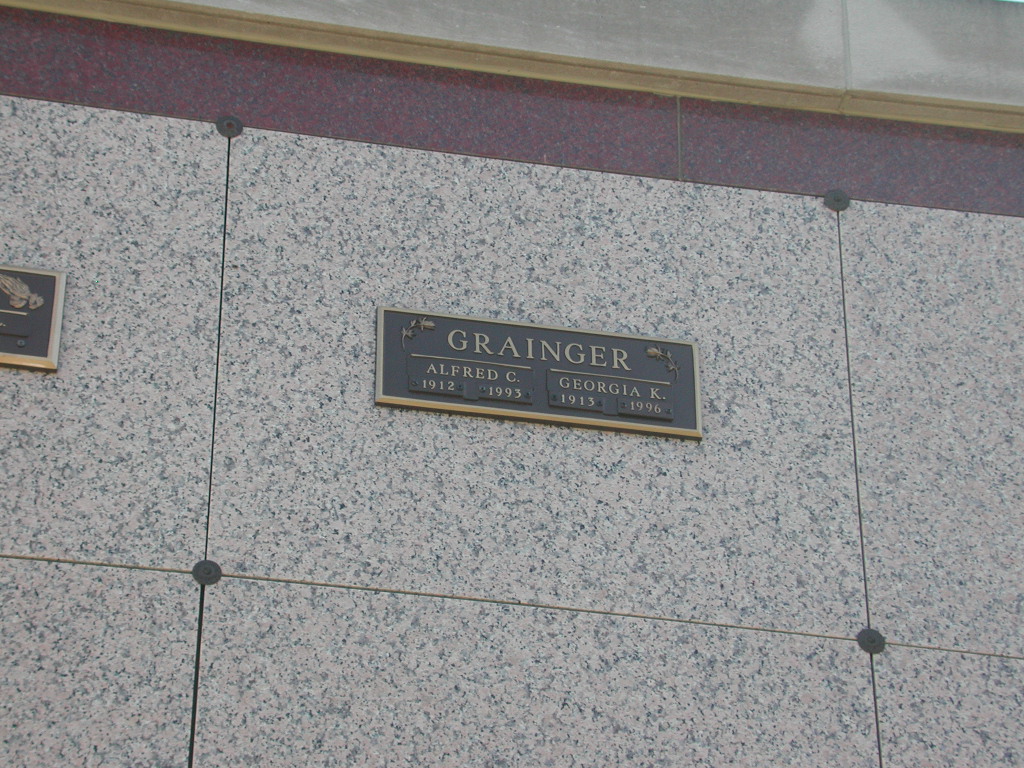 GRAINGER
ALFRED C.
1912 1993
GEORGIA K.
1913 1996